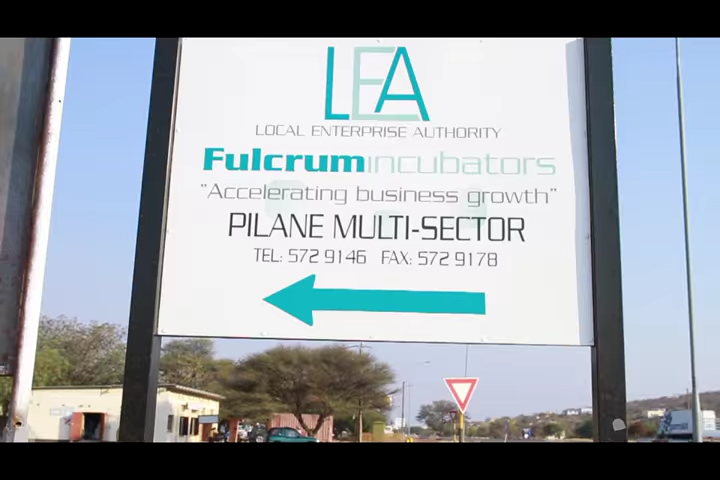 LEA
LOCAL ENTERPRISE AUTHORITY
Fulcrumincubators
"Accelerating business growth"
PILANE MULTI-SECTOR
TEL: 572 9146 FAX: 572 9178